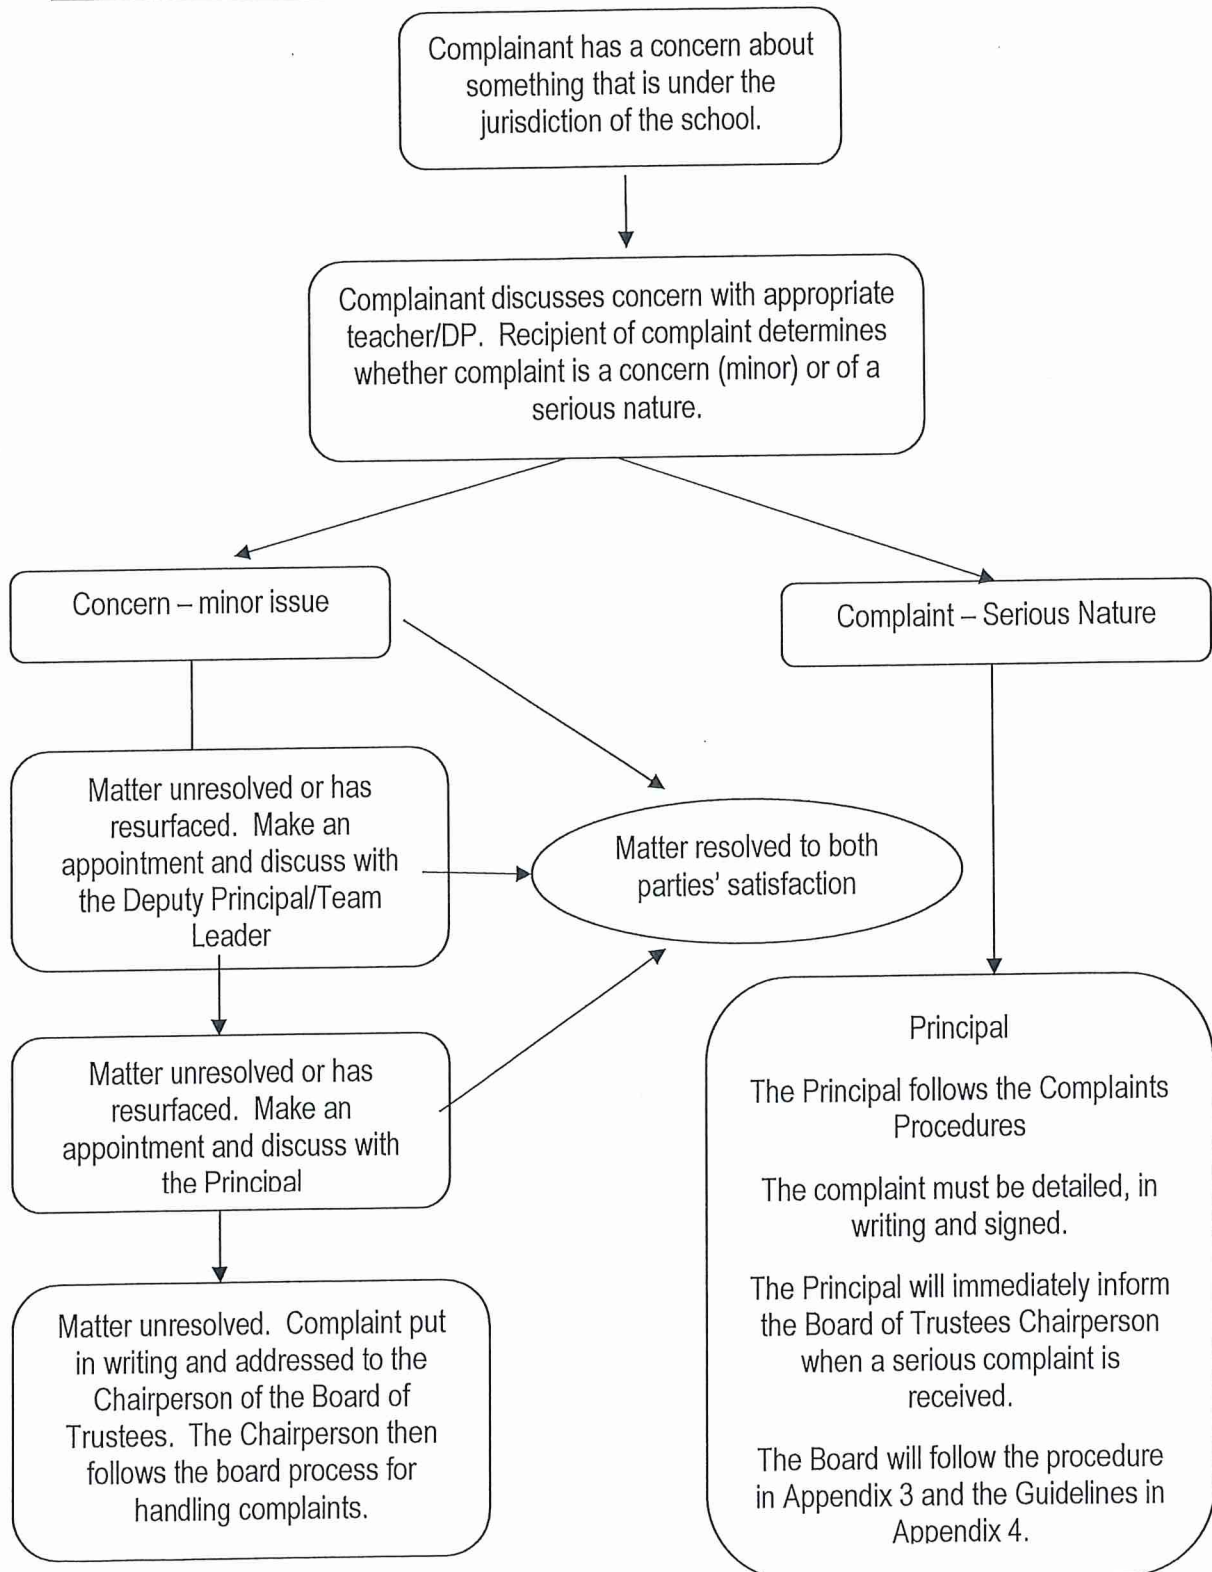 Complainant has a concern about
something that is under the
jurisdiction of the school.
Complainant discusses concern with appropriate
teacher/DP. Recipient of complaint determines
whether complaint is a concern (minor) or of a
serious nature.
Concern – minor issue
Complaint – Serious Nature
Matter unresolved or has
resurfaced. Make an
appointment and discuss with
the Deputy Principal/Team
Leader
Matter resolved to both
parties' satisfaction
Matter unresolved or has
resurfaced. Make an
appointment and discuss with
the Principal
Matter unresolved. Complaint put
in writing and addressed to the
Chairperson of the Board of
Trustees. The Chairperson then
follows the board process for
handling complaints.
Principal
The Principal follows the Complaints
Procedures
The complaint must be detailed, in
writing and signed.
The Principal will immediately inform
the Board of Trustees Chairperson
when a serious complaint is
received.
The Board will follow the procedure
in Appendix 3 and the Guidelines in
Appendix 4.